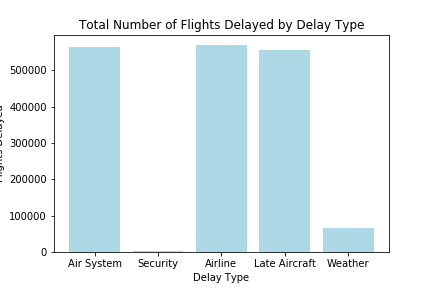 Total Number of Flights Delayed by Delay Type
500000
400000
300000
200000
100000
0
Air System Security Airline Late Aircraft Weather
Delay Type